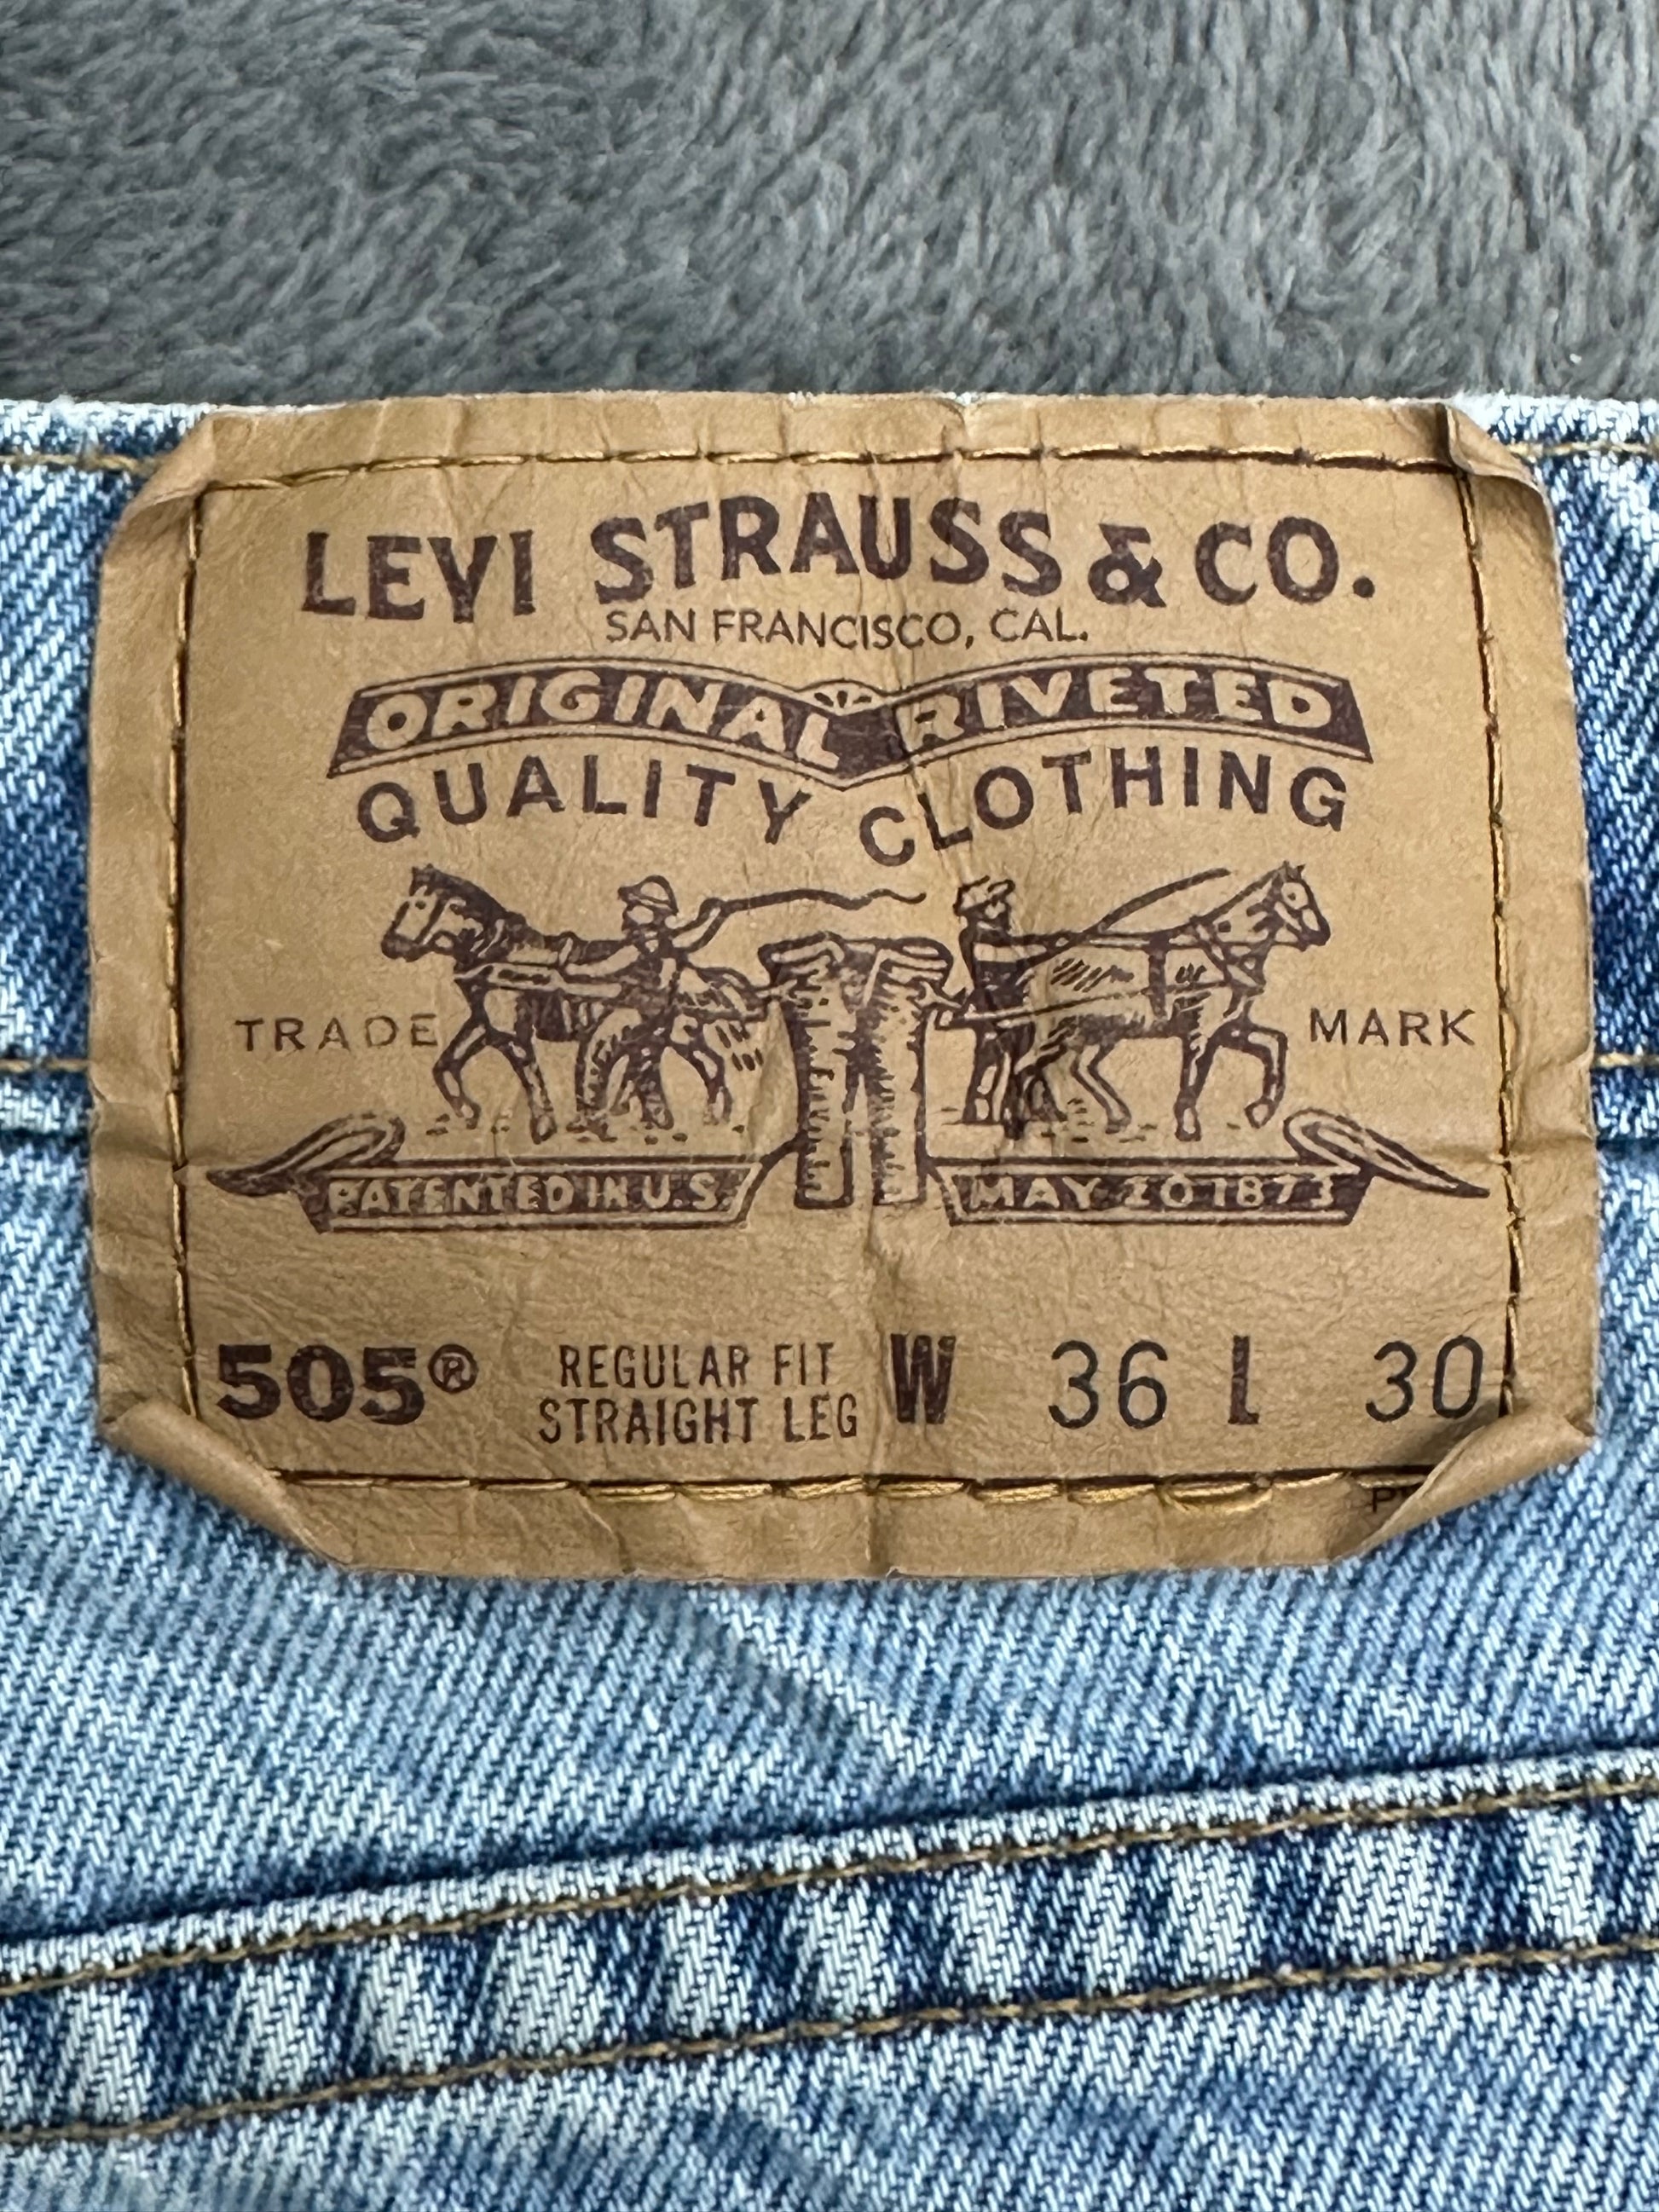 LEVI STRAUSS & CO.
SAN FRANCISCO, CAL.
ORIGINAL RIVETED
QUALITY CLOTHING
TRADE MARK
PATENTED IN U.S. MAY 20 1873
505® REGULAR FIT W 36 L 30
STRAIGHT LEG